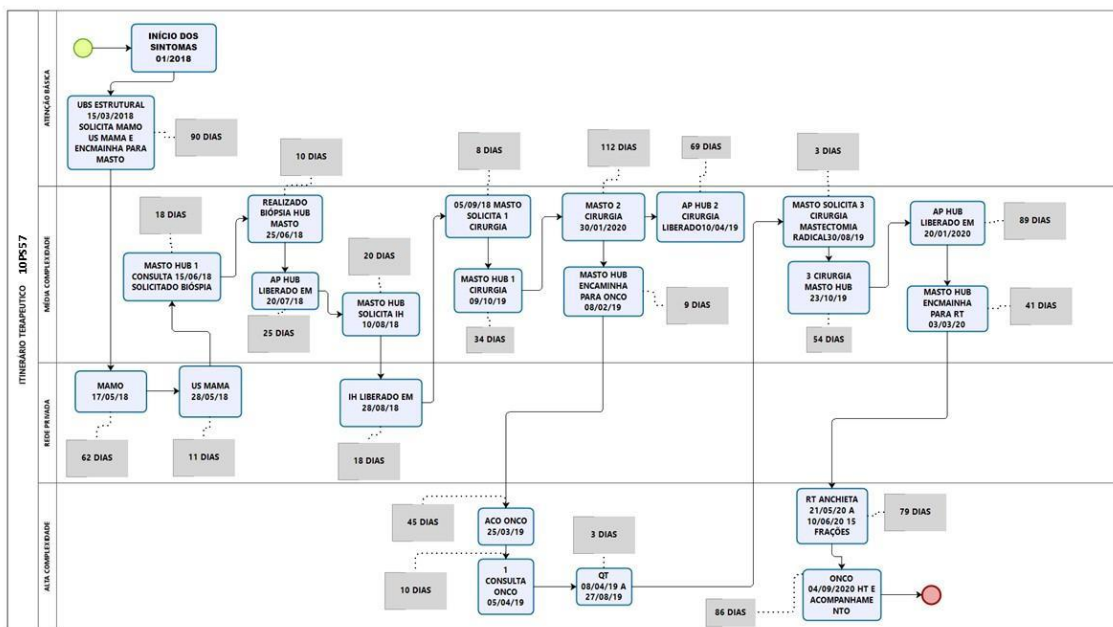 ITINERÁRIO TERAPEUTICO 10PS57
ATENÇÃO BÁSICA
INÍCIO DOS
SINTOMAS
01/2018
UBS ESTRUTURAL
15/03/2018
SOLICITA MAMO
US MAMA E
ENCMAINHA PARA
MASTO
90 DIAS
10 DIAS
8 DIAS
112 DIAS
69 DIAS
3 DIAS
MÉDIA COMPLEXIDADE
18 DIAS
MASTO HUB 1
CONSULTA 15/06/18
SOLICITADO BIÓSPIA
REALIZADO
BIÓPSIA HUB
MASTO
25/06/18
AP HUB
LIBERADO EM
20/07/18
25 DIAS
20 DIAS
MASTO HUB
SOLICITA IH
10/08/18
05/09/18 MASTO
SOLICITA 1
CIRURGIA
MASTO HUB 1
CIRURGIA
09/10/19
34 DIAS
MASTO 2
CIRURGIA
30/01/2020
MASTO HUB
ENCAMINHA
PARA ONCO
08/02/19
9 DIAS
AP HUB 2
CIRURGIA
LIBERADO10/04/19
MASTO SOLICITA 3
CIRURGIA
MASTECTOMIA
RADICAL30/08/19
3 CIRURGIA
MASTO HUB
23/10/19
54 DIAS
AP HUB
LIBERADO EM
20/01/2020
89 DIAS
MASTO HUB
ENCMAINHA
PARA RT
03/03/20
41 DIAS
REDE PRIVADA
MAMO
17/05/18
62 DIAS
US MAMA
28/05/18
11 DIAS
IH LIBERADO EM
28/08/18
18 DIAS
ALTA COMPLEXIDADE
45 DIAS
ACO ONCO
25/03/19
10 DIAS
1
CONSULTA
ONCO
05/04/19
3 DIAS
QT
08/04/19 A
27/08/19
RT ANCHIETA
21/05/20 A
10/06/20 15
FRAÇÕES
79 DIAS
86 DIAS
ONCO
04/09/2020 HT E
ACOMPANHAME
NTO